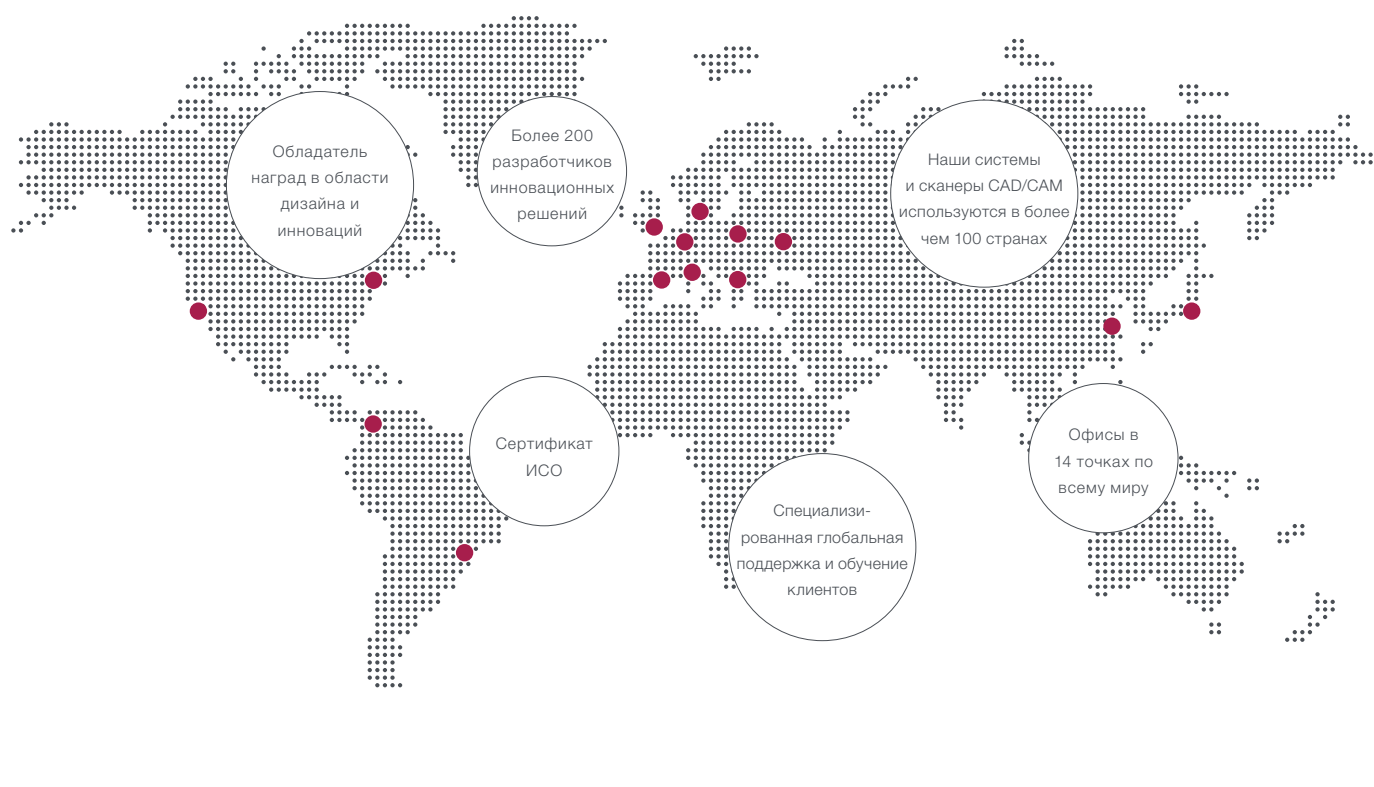 Обладатель
наград в области
дизайна и
инноваций
Более 200
разработчиков
инновационных
решений
Наши системы
и сканеры CAD/CAM
используются в более
чем 100 странах
Сертификат
ИСО
Специализи-
рованная глобальная
поддержка и обучение
клиентов
Офисы в
14 точках по
всему миру